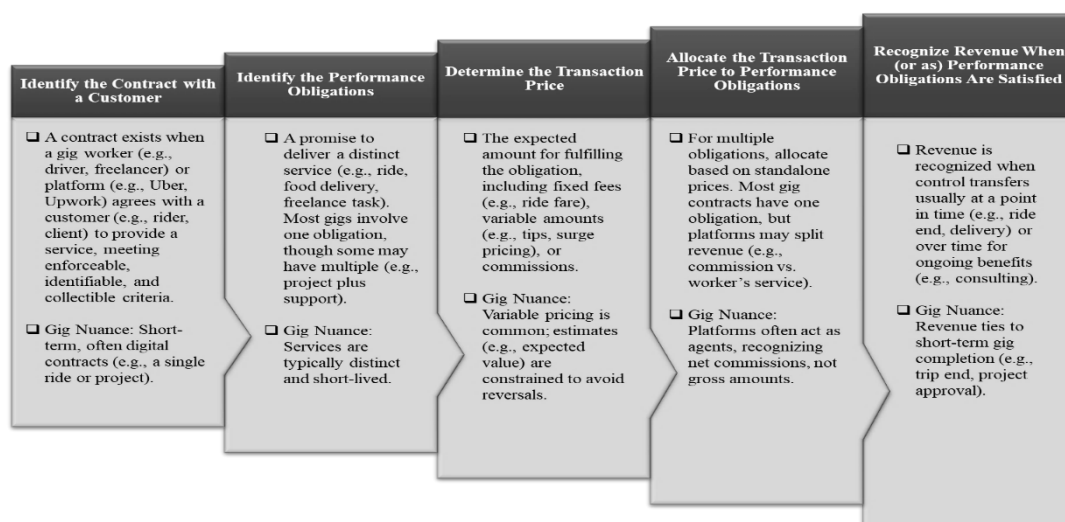 Identify the Contract with
a Customer
❑ A contract exists when
a gig worker (e.g.,
driver, freelancer) or
platform (e.g., Uber,
Upwork) agrees with a
customer (e.g., rider,
client) to provide a
service, meeting
enforceable,
identifiable, and
collectible criteria.
❑ Gig Nuance: Short-
term, often digital
contracts (e.g., a single
ride or project).
Identify the Performance
Obligations
❑ A promise to
deliver a distinct
service (e.g., ride,
food delivery,
freelance task).
Most gigs involve
one obligation,
though some may
have multiple (e.g.,
project plus
support).
❑ Gig Nuance:
Services are
typically distinct
and short-lived.
Determine the Transaction
Price
❑ The expected
amount for fulfilling
the obligation,
including fixed fees
(e.g., ride fare),
variable amounts
(e.g., tips, surge
pricing), or
commissions.
❑ Gig Nuance:
Variable pricing is
common; estimates
(e.g., expected
value) are
constrained to avoid
reversals.
Allocate the Transaction
Price to Performance
Obligations
❑ For multiple
obligations, allocate
based on standalone
prices. Most gig
contracts have one
obligation, but
platforms may split
revenue (e.g.,
commission vs.
worker's service).
❑ Gig Nuance:
Platforms often act as
agents, recognizing
net commissions, not
gross amounts.
Recognize Revenue When
(or as) Performance
Obligations Are Satisfied
❑ Revenue is
recognized when
control transfers
usually at a point
in time (e.g., ride
end, delivery) or
over time for
ongoing benefits
(e.g., consulting).
❑ Gig Nuance:
Revenue ties to
short-term gig
completion (e.g.,
trip end, project
approval).